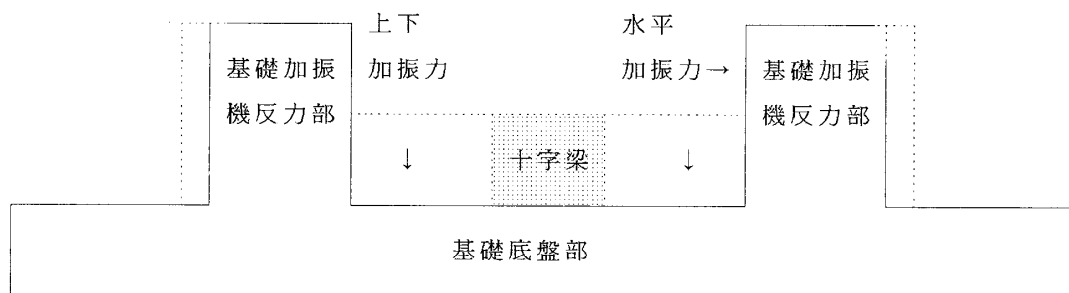 上下
加振力
水平
加振力→
基礎加振
機反力部
基礎加振
機反力部
↓
十字梁
↓
基礎底盤部